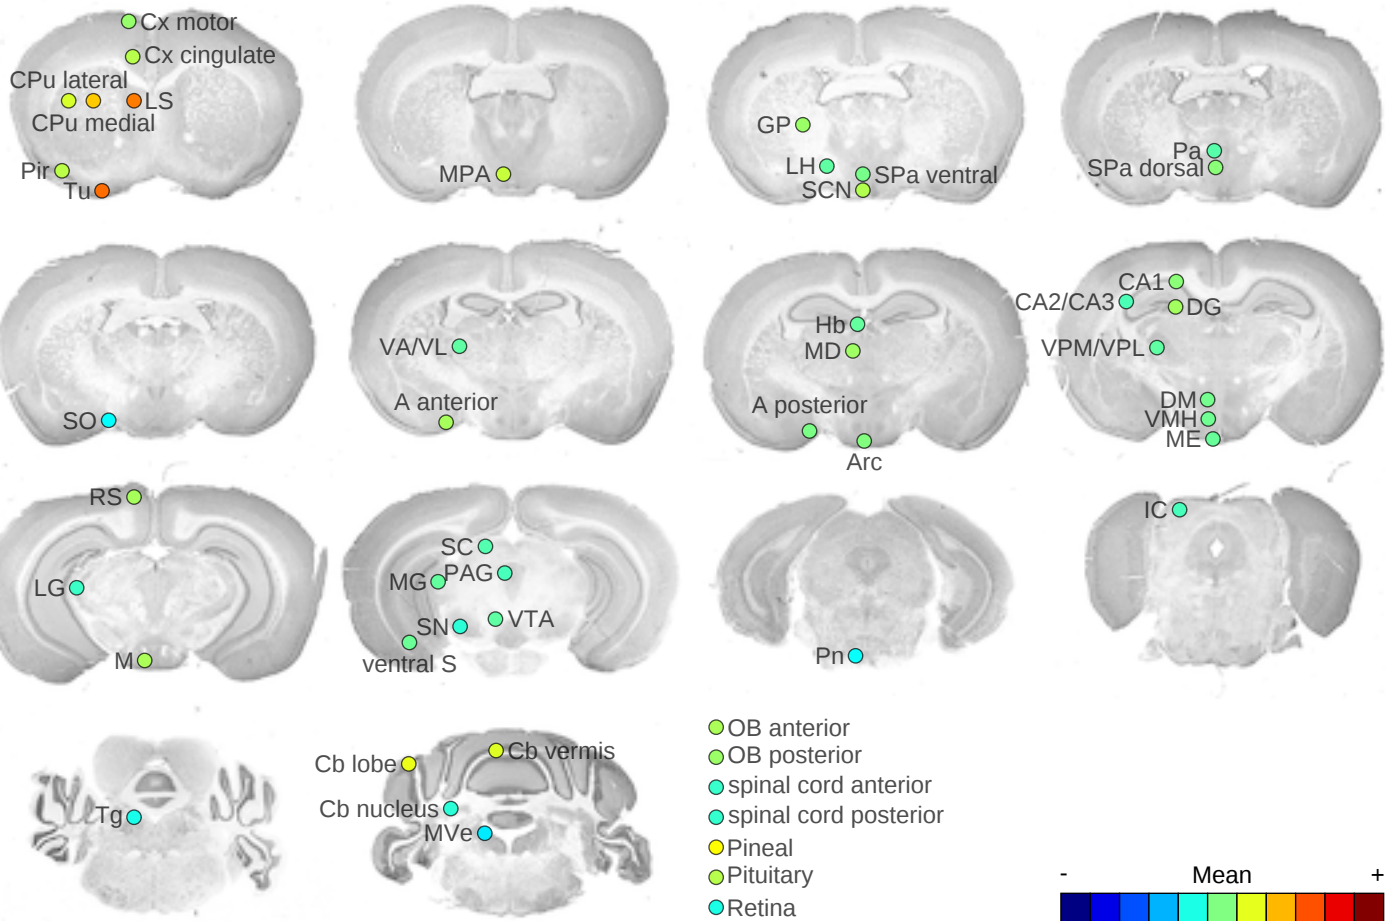 Cx motor
Cx cingulate
CPu lateral
LS
CPu medial
Pir
Tu
MPA
GP
LH
SPa ventral
SCN
Pa
SPa dorsal
SO
VA/VL
A anterior
Hb
MD
A posterior
Arc
CA1
CA2/CA3
DG
VPM/VPL
DM
VMH
ME
RS
LG
M
SC
MG
PAG
SN
VTA
ventral S
Pn
IC
Tg
Cb lobe
Cb vermis
Cb nucleus
MVe
OB anterior
OB posterior
spinal cord anterior
spinal cord posterior
Pineal
Pituitary
Retina
- Mean +